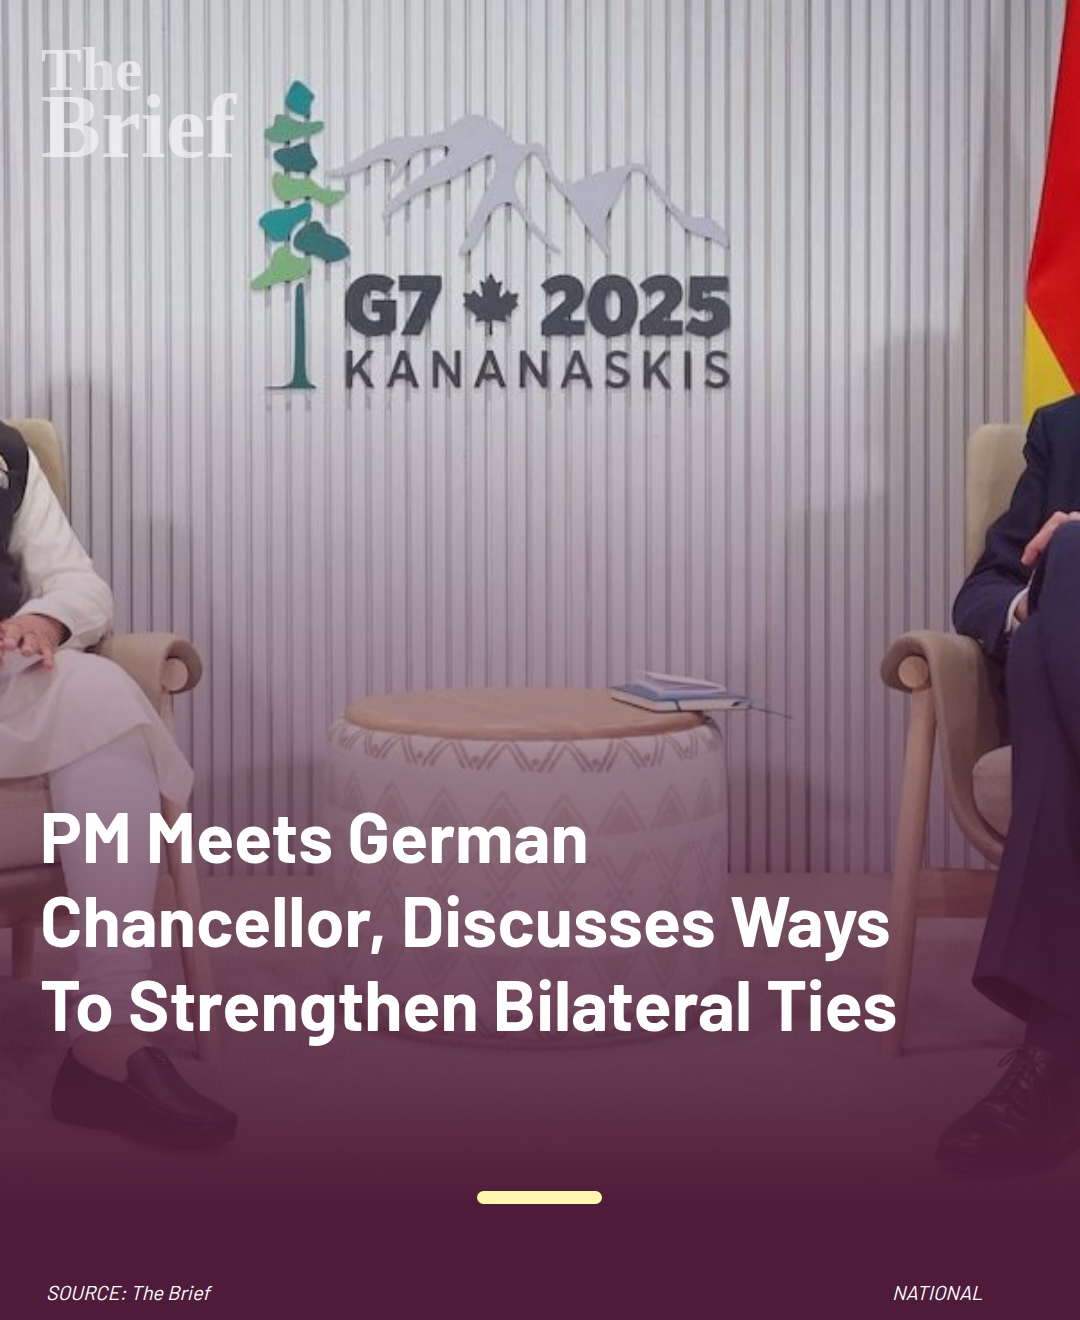 The
Brief
G7 2025
KANANASKIS
PM Meets German
Chancellor, Discusses Ways
To Strengthen Bilateral Ties
SOURCE: The Brief
NATIONAL